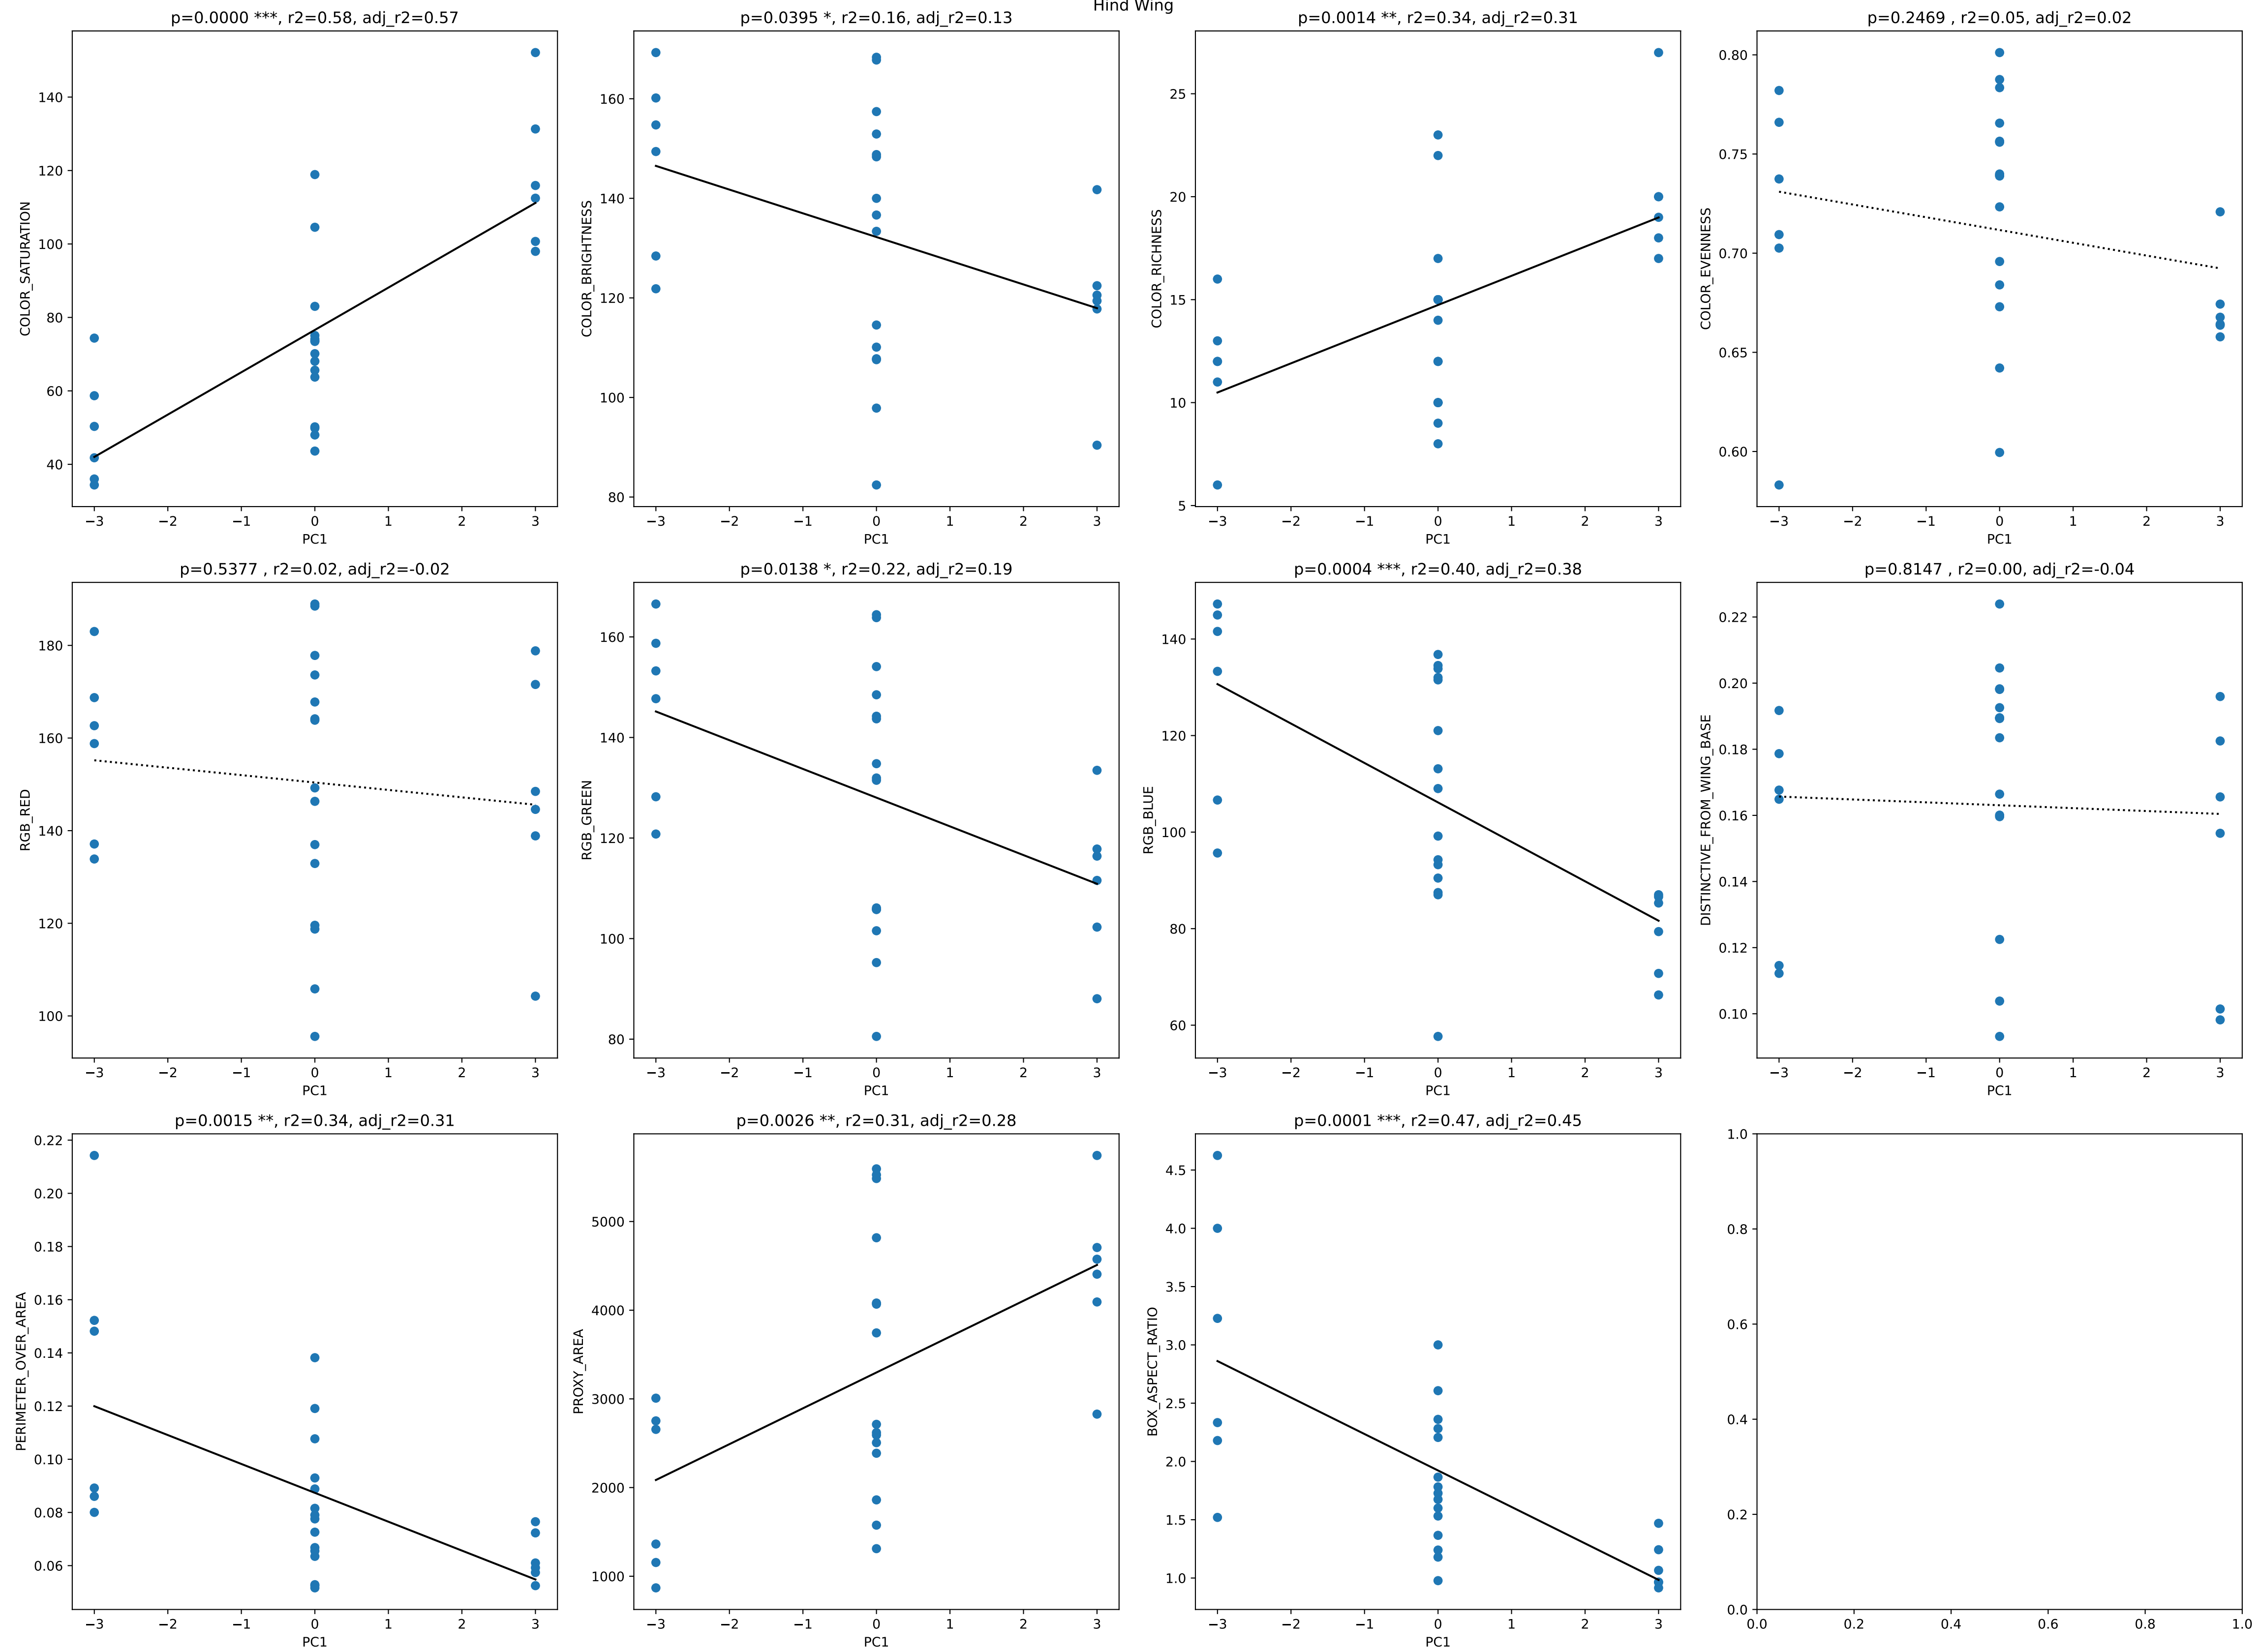 Hind Wing
p=0.0000 ***, r2=0.58, adj_r2=0.57
p=0.0395 *, r2=0.16, adj_r2=0.13
p=0.0014 **, r2=0.34, adj_r2=0.31
p=0.2469 , r2=0.05, adj_r2=0.02
COLOR_SATURATION
140
120
100
80
60
40
−3 −2 −1 0 1 2 3
PC1
COLOR_BRIGHTNESS
160
140
120
100
80
−3 −2 −1 0 1 2 3
PC1
COLOR_RICHNESS
25
20
15
10
5
−3 −2 −1 0 1 2 3
PC1
COLOR_EVENNESS
0.80
0.75
0.70
0.65
0.60
−3 −2 −1 0 1 2 3
PC1
p=0.5377 , r2=0.02, adj_r2=-0.02
p=0.0138 *, r2=0.22, adj_r2=0.19
p=0.0004 ***, r2=0.40, adj_r2=0.38
p=0.8147 , r2=0.00, adj_r2=-0.04
RGB_RED
180
160
140
120
100
−3 −2 −1 0 1 2 3
PC1
RGB_GREEN
160
140
120
100
80
−3 −2 −1 0 1 2 3
PC1
RGB_BLUE
140
120
100
80
60
−3 −2 −1 0 1 2 3
PC1
DISTINCTIVE_FROM_WING_BASE
0.22
0.20
0.18
0.16
0.14
0.12
0.10
−3 −2 −1 0 1 2 3
PC1
p=0.0015 **, r2=0.34, adj_r2=0.31
p=0.0026 **, r2=0.31, adj_r2=0.28
p=0.0001 ***, r2=0.47, adj_r2=0.45
PERIMETER_OVER_AREA
0.22
0.20
0.18
0.16
0.14
0.12
0.10
0.08
0.06
−3 −2 −1 0 1 2 3
PC1
PROXY_AREA
5000
4000
3000
2000
1000
−3 −2 −1 0 1 2 3
PC1
BOX_ASPECT_RATIO
4.5
4.0
3.5
3.0
2.5
2.0
1.5
1.0
−3 −2 −1 0 1 2 3
PC1
1.0
0.8
0.6
0.4
0.2
0.0
0.0 0.2 0.4 0.6 0.8 1.0